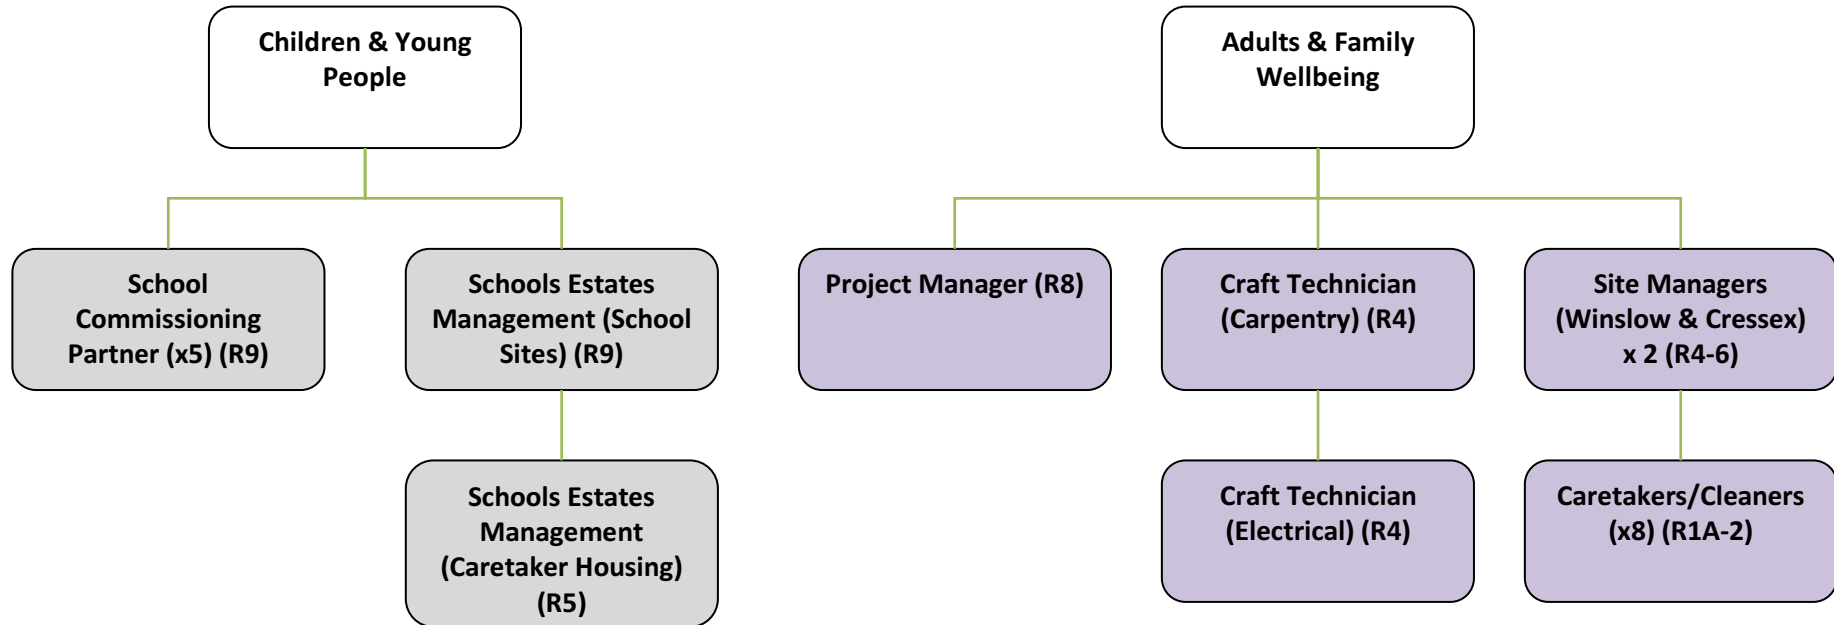 Children & Young
People
Adults & Family
Wellbeing
School
Commissioning
Partner (x5) (R9)
Schools Estates
Management (School
Sites) (R9)
Project Manager (R8)
Craft Technician
(Carpentry) (R4)
Site Managers
(Winslow & Cressex)
x 2 (R4-6)
Schools Estates
Management
(Caretaker Housing)
(R5)
Craft Technician
(Electrical) (R4)
Caretakers/Cleaners
(x8) (R1A-2)